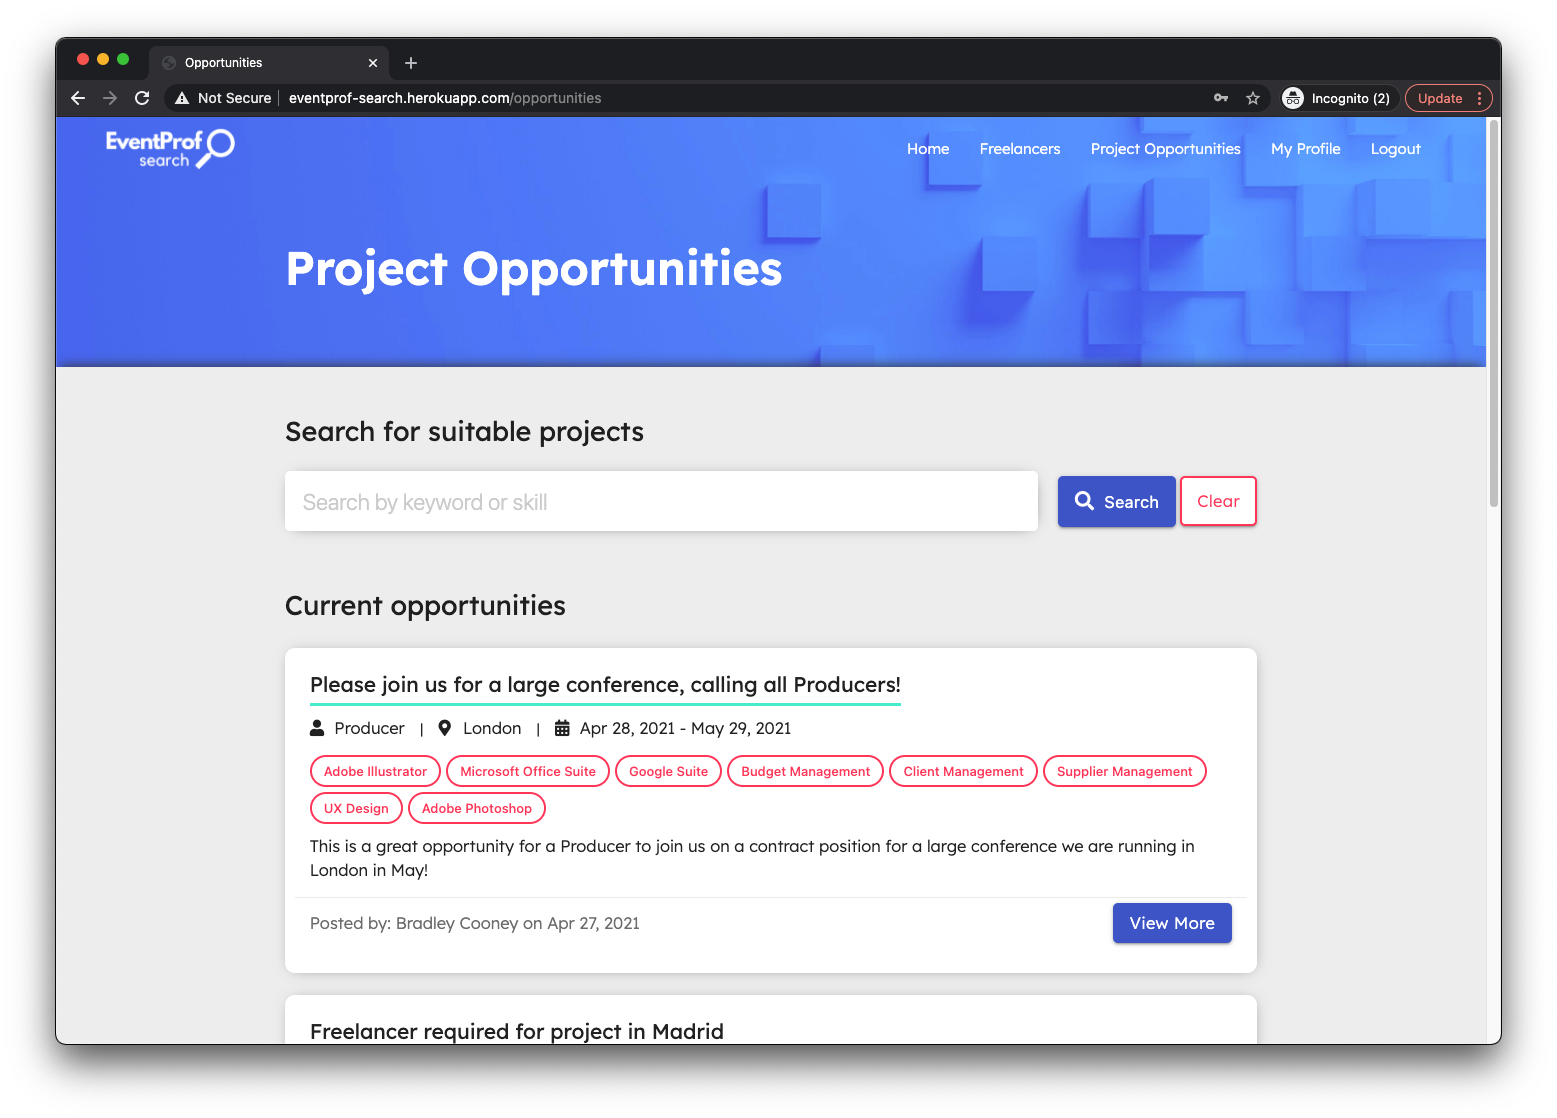 Opportunities
Not Secure eventprof-search.herokuapp.com/opportunities Incognito (2) Update
EventProf
search
Home Freelancers Project Opportunities My Profile Logout
Project Opportunities
Search for suitable projects
Search by keyword or skill Search Clear
Current opportunities
Please join us for a large conference, calling all Producers!
Producer | London | Apr 28, 2021 - May 29, 2021
Adobe Illustrator Microsoft Office Suite Google Suite Budget Management Client Management Supplier Management
UX Design Adobe Photoshop
This is a great opportunity for a Producer to join us on a contract position for a large conference we are running in
London in May!
Posted by: Bradley Cooney on Apr 27, 2021 View More
Freelancer required for project in Madrid